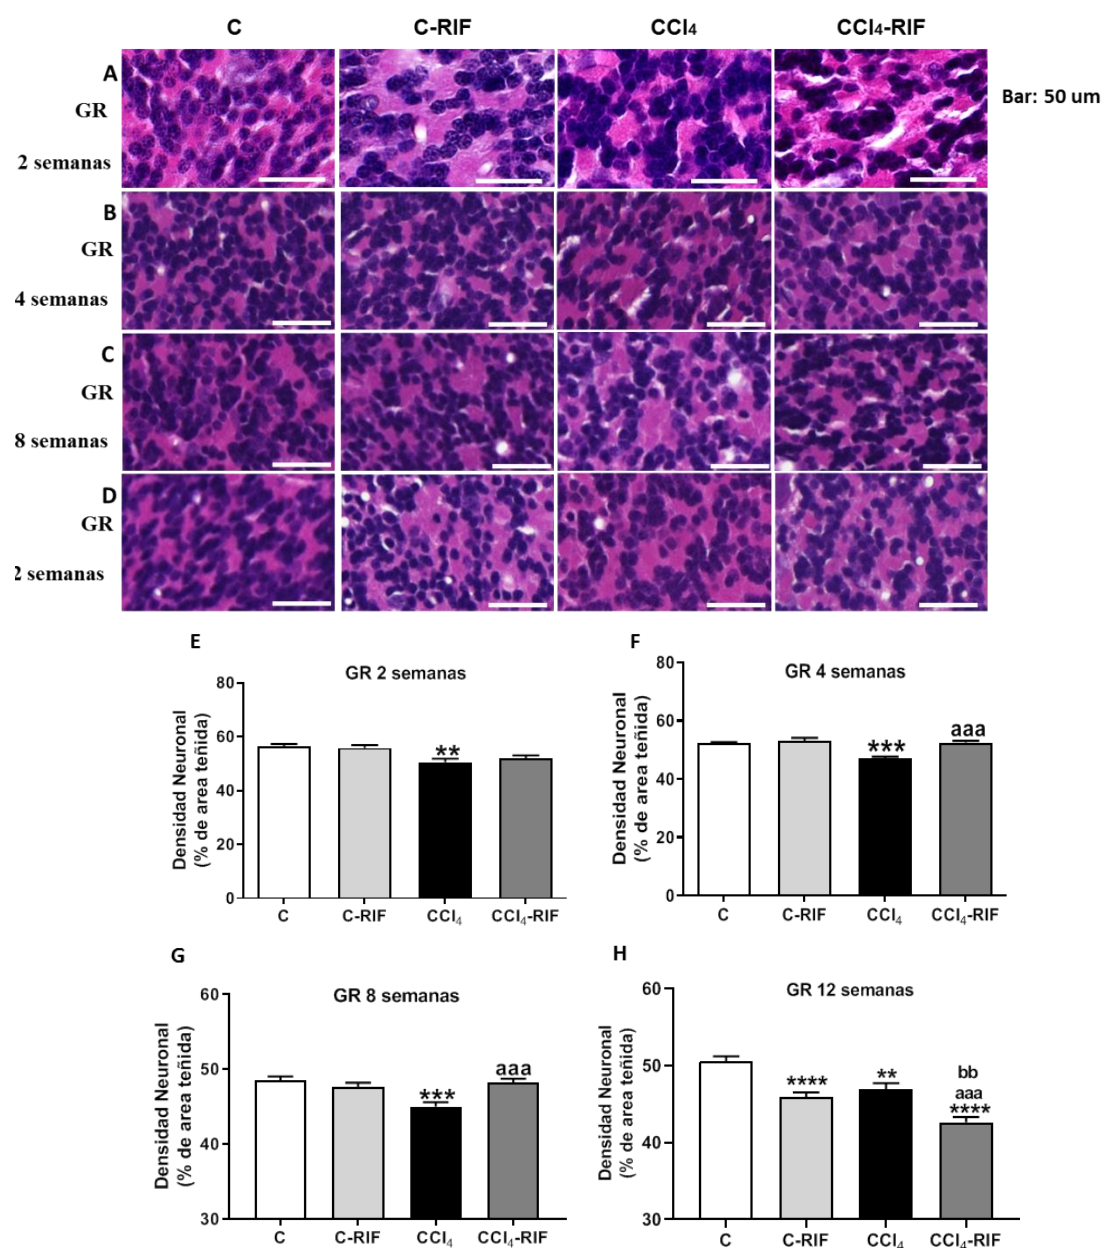 C C-RIF CCl₄ CCl₄-RIF
A
GR
2 semanas
Bar: 50 um
B
GR
4 semanas
C
GR
8 semanas
D
GR
2 semanas
E
GR 2 semanas
Densidad Neuronal
(% de area teñida)
80
60
40
20
0
**
C C-RIF CCl₄ CCl₄-RIF
F
GR 4 semanas
Densidad Neuronal
(% de area teñida)
80
60
40
20
0
***
aaa
C C-RIF CCl₄ CCl₄-RIF
G
GR 8 semanas
Densidad Neuronal
(% de area teñida)
60
50
40
30
***
aaa
C C-RIF CCl₄ CCl₄-RIF
H
GR 12 semanas
Densidad Neuronal
(% de area teñida)
60
50
40
30
****
**
bb
aaa
****
C C-RIF CCl₄ CCl₄-RIF